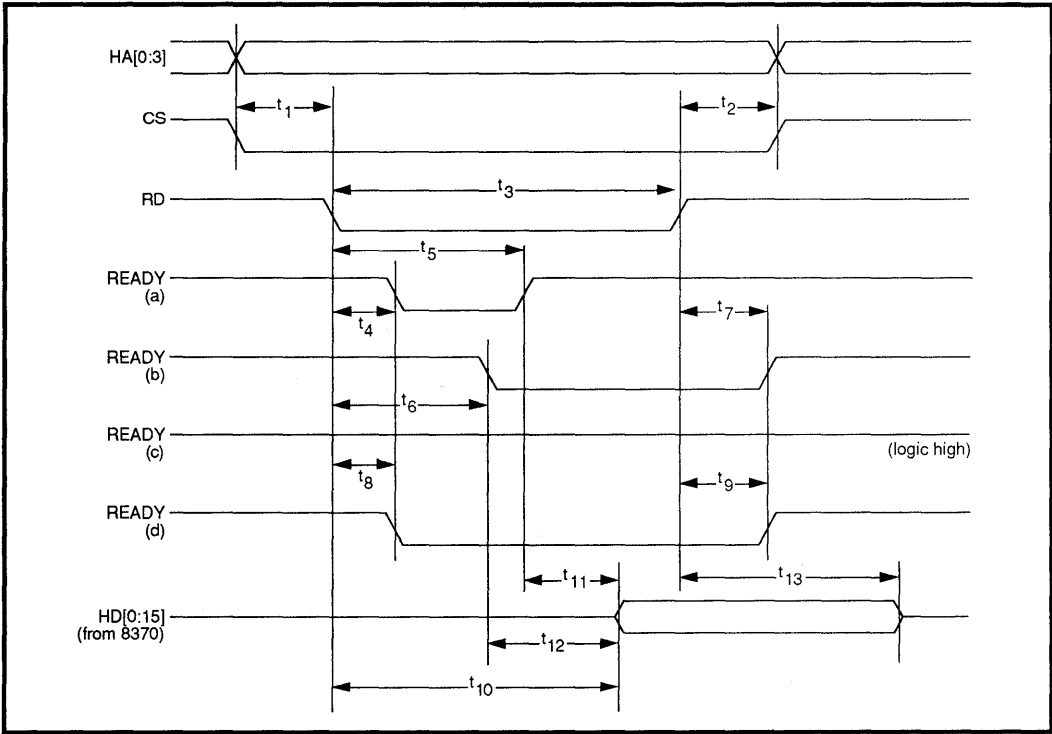 HA[0:3]
t1
t2
CS
RD
t3
t5
READY
(a)
t4
t7
READY
(b)
t6
READY
(c)
(logic high)
t8
t9
READY
(d)
t11
t13
HD[0:15]
(from 8370)
t12
t10